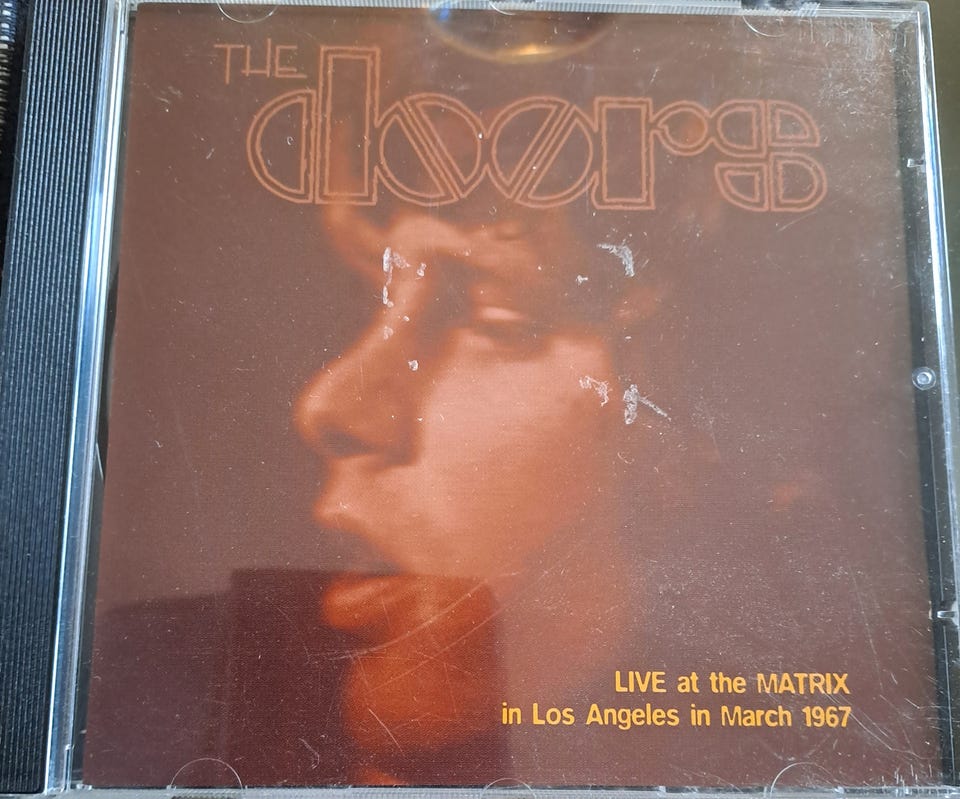 THE
doors
LIVE at the MATRIX
in Los Angeles in March 1967